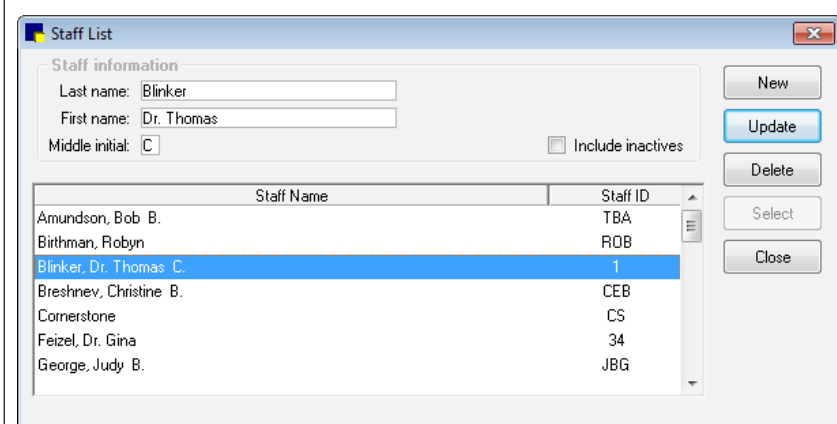 Staff List
Staff information
Last name: Blinker
First name: Dr. Thomas
Middle initial: C
Include inactives
New
Update
Delete
Select
Close
Staff Name Staff ID
Amundson, Bob B. TBA
Birthman, Robyn ROB
Blinker, Dr. Thomas C. 1
Breshnev, Christine B. CEB
Cornerstone CS
Feizel, Dr. Gina 34
George, Judy B. JBG